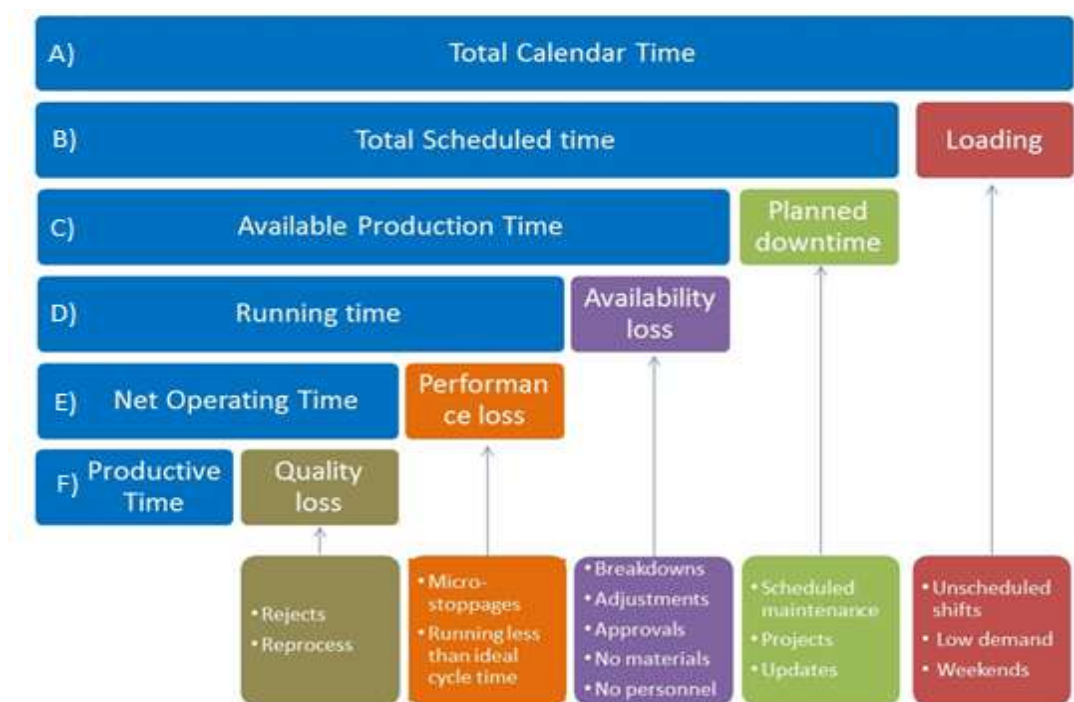 A)
Total Calendar Time
B)
Total Scheduled time
Loading
C)
Available Production Time
Planned
downtime
D)
Running time
Availability
loss
E)
Net Operating Time
Performan
ce loss
F)
Productive
Time
Quality
loss
• Rejects
• Reprocess
• Micro-
stoppages
• Running less
than ideal
cycle time
• Breakdowns
• Adjustments
• Approvals
• No materials
• No personnel
• Scheduled
maintenance
• Projects
• Updates
• Unscheduled
shifts
• Low demand
• Weekends